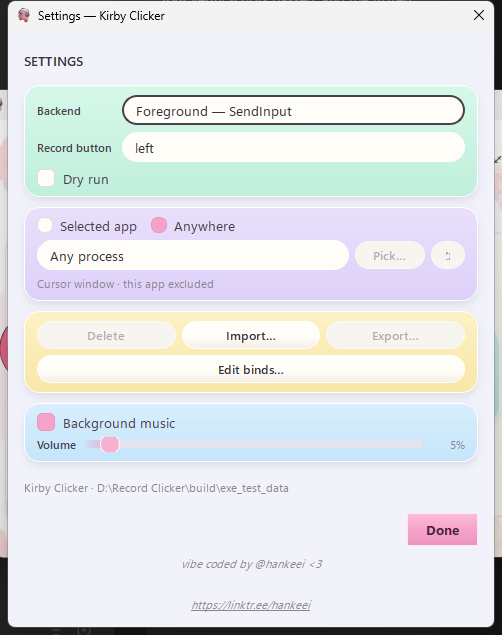 Settings — Kirby Clicker
SETTINGS
Backend
Foreground — SendInput
Record button
left
Dry run
Selected app
Anywhere
Any process
Pick...
Cursor window · this app excluded
Delete
Import...
Export...
Edit binds...
Background music
Volume
5%
Kirby Clicker · D:\Record Clicker\build\exe_test_data
Done
vibe coded by @hankeei <3
https://linktr.ee/hankeei